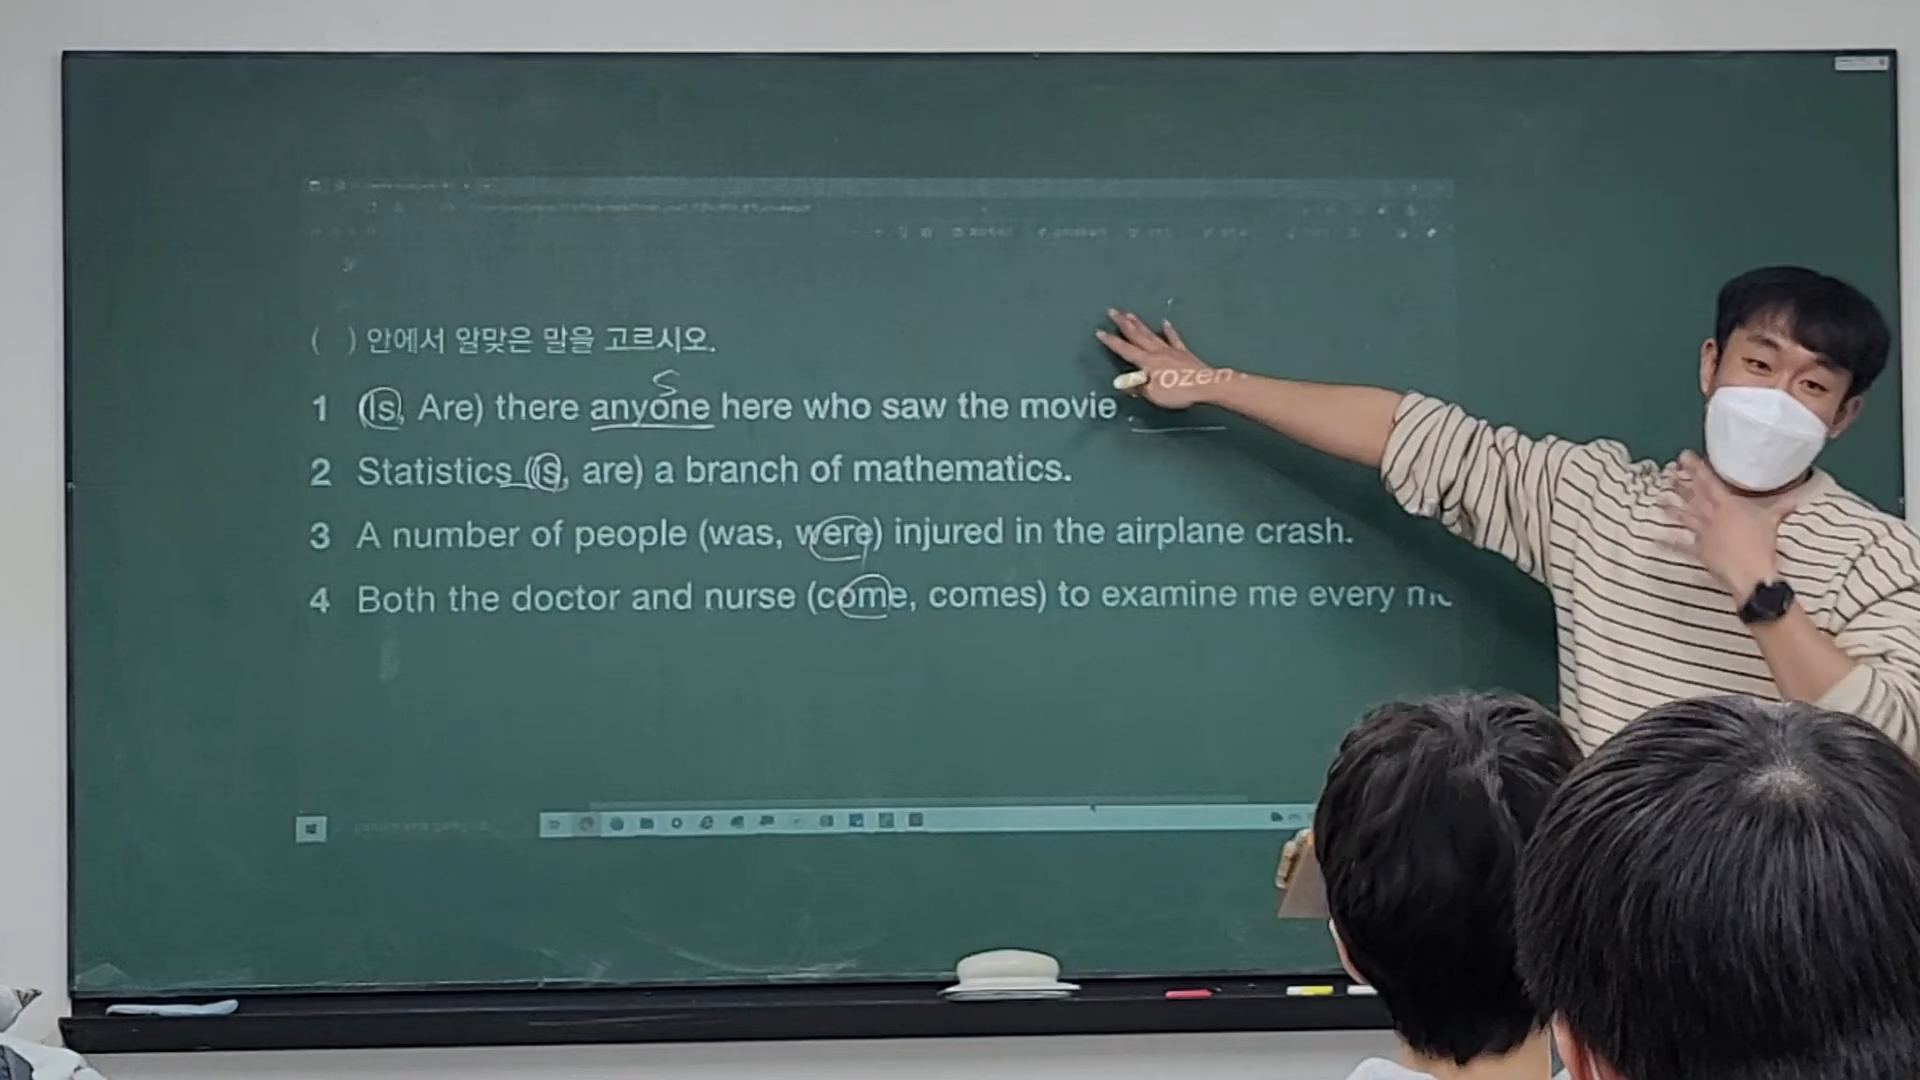 ( ) 안에서 알맞은 말을 고르시오.
S
1 (Is, Are) there anyone here who saw the movie rozen
2 Statistics (is, are) a branch of mathematics.
3 A number of people (was, were) injured in the airplane crash.
4 Both the doctor and nurse (come, comes) to examine me every